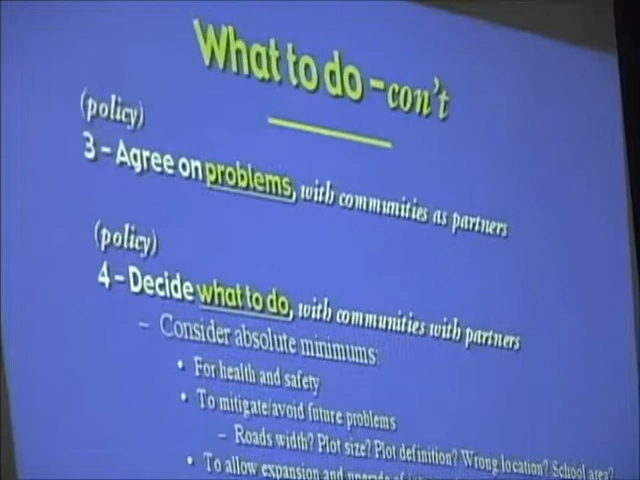 What to do – con't
(policy)
3 – Agree on problems, with communities as partners
(policy)
4 – Decide what to do, with communities with partners
– Consider absolute minimums:
• For health and safety
• To mitigate/avoid future problems
– Roads width? Plot size? Plot definition? Wrong location? School area?
• To allow expansion and upgrade of